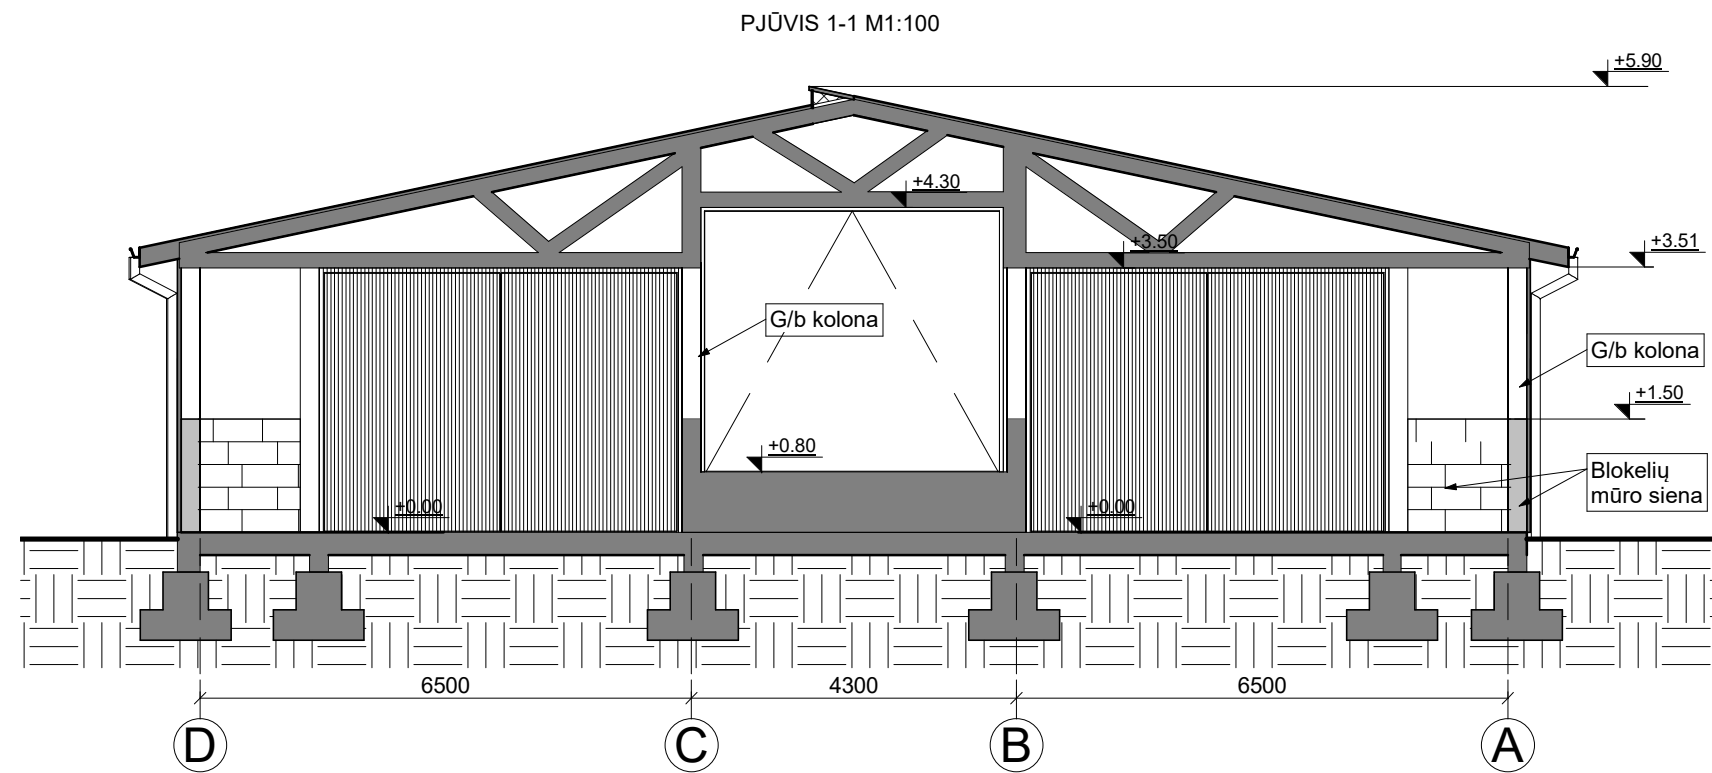 PJŪVIS 1-1 M1:100
+5.90
+4.30
+3.50
+3.51
G/b kolona
G/b kolona
+1.50
+0.80
Blokelių
mūro siena
+0.00
+0.00
6500
4300
6500
D
C
B
A